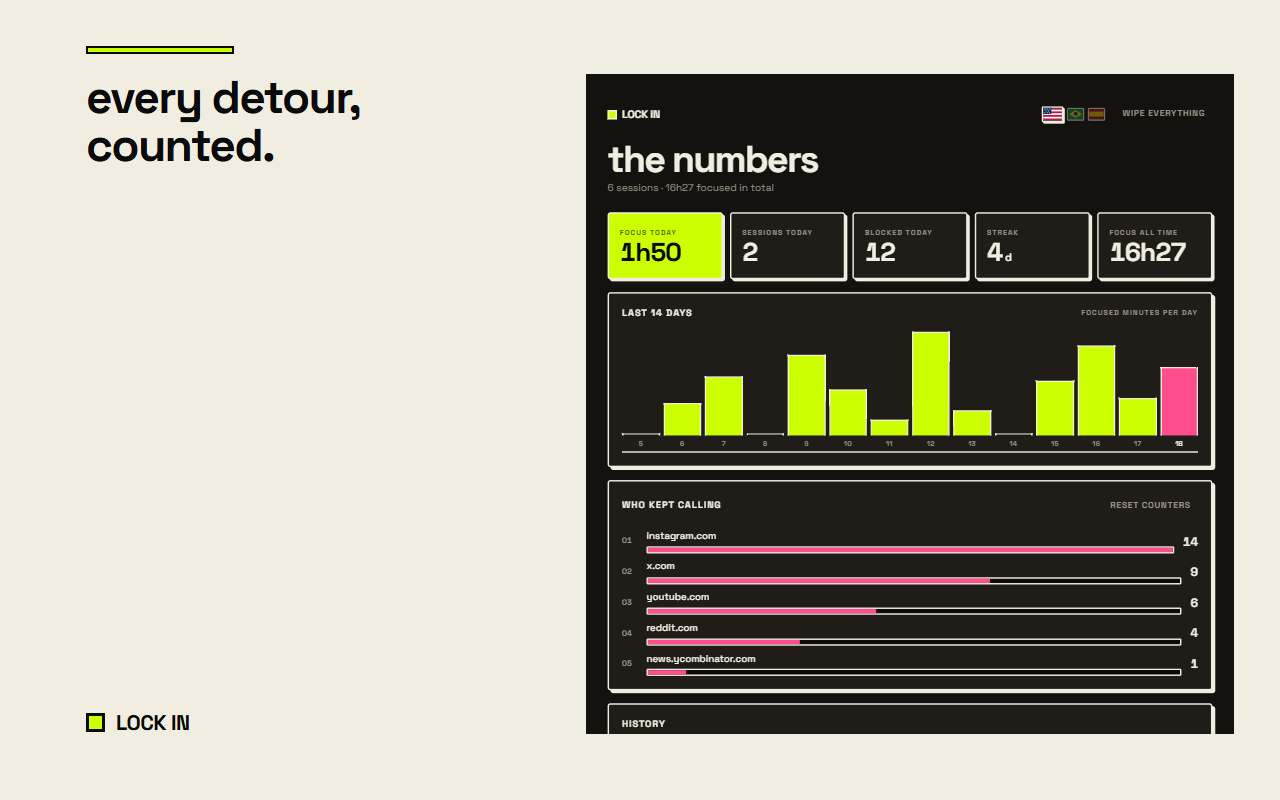 every detour,
counted.
LOCK IN
LOCK IN
WIPE EVERYTHING
the numbers
6 sessions · 16h27 focused in total
FOCUS TODAY
1h50
SESSIONS TODAY
2
BLOCKED TODAY
12
STREAK
4d
FOCUS ALL TIME
16h27
LAST 14 DAYS
FOCUSED MINUTES PER DAY
5 6 7 8 9 10 11 12 13 14 15 16 17 18
WHO KEPT CALLING
RESET COUNTERS
01 instagram.com 14
02 x.com 9
03 youtube.com 6
04 reddit.com 4
05 news.ycombinator.com 1
HISTORY